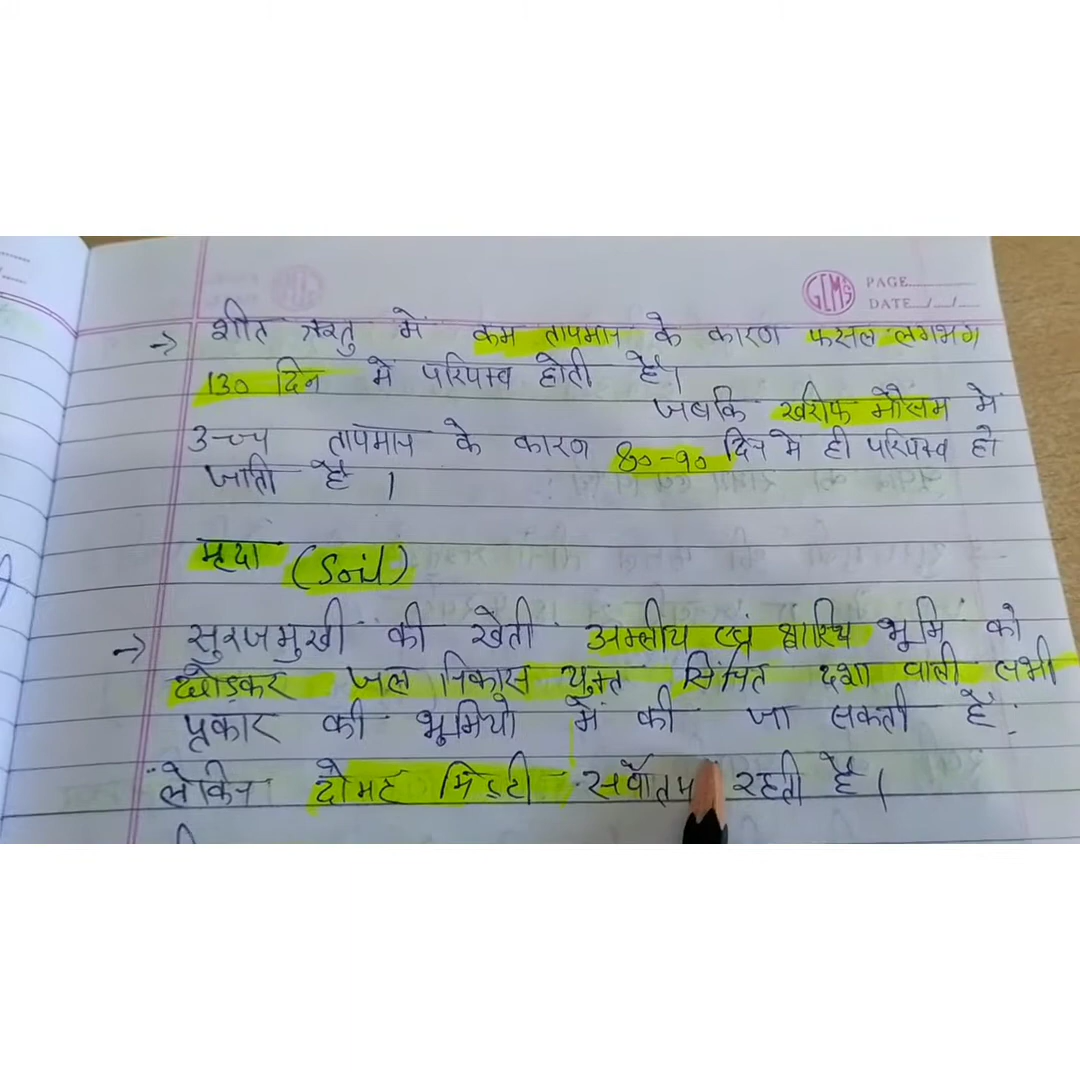 GEM's
PAGE
DATE
→ शीत ऋतु में कम तापमान के कारण फसल लगभग
130 दिन में परिपक्व होती है।
जबकि खरीफ मौसम में
उच्च तापमान के कारण 80-90 दिन मे ही परिपक्व हो
जाती है।
मृदा (Soil)
→ सुरजमुखी की खेती अम्लीय एवं क्षारिय भूमि को
छोड़कर जल निकास युक्त सिंचित दशा वाली सभी
प्रकार की भूमियो में की जा सकती है:
लेकिन दोमट मिट्टी सर्वोतम रहती है।